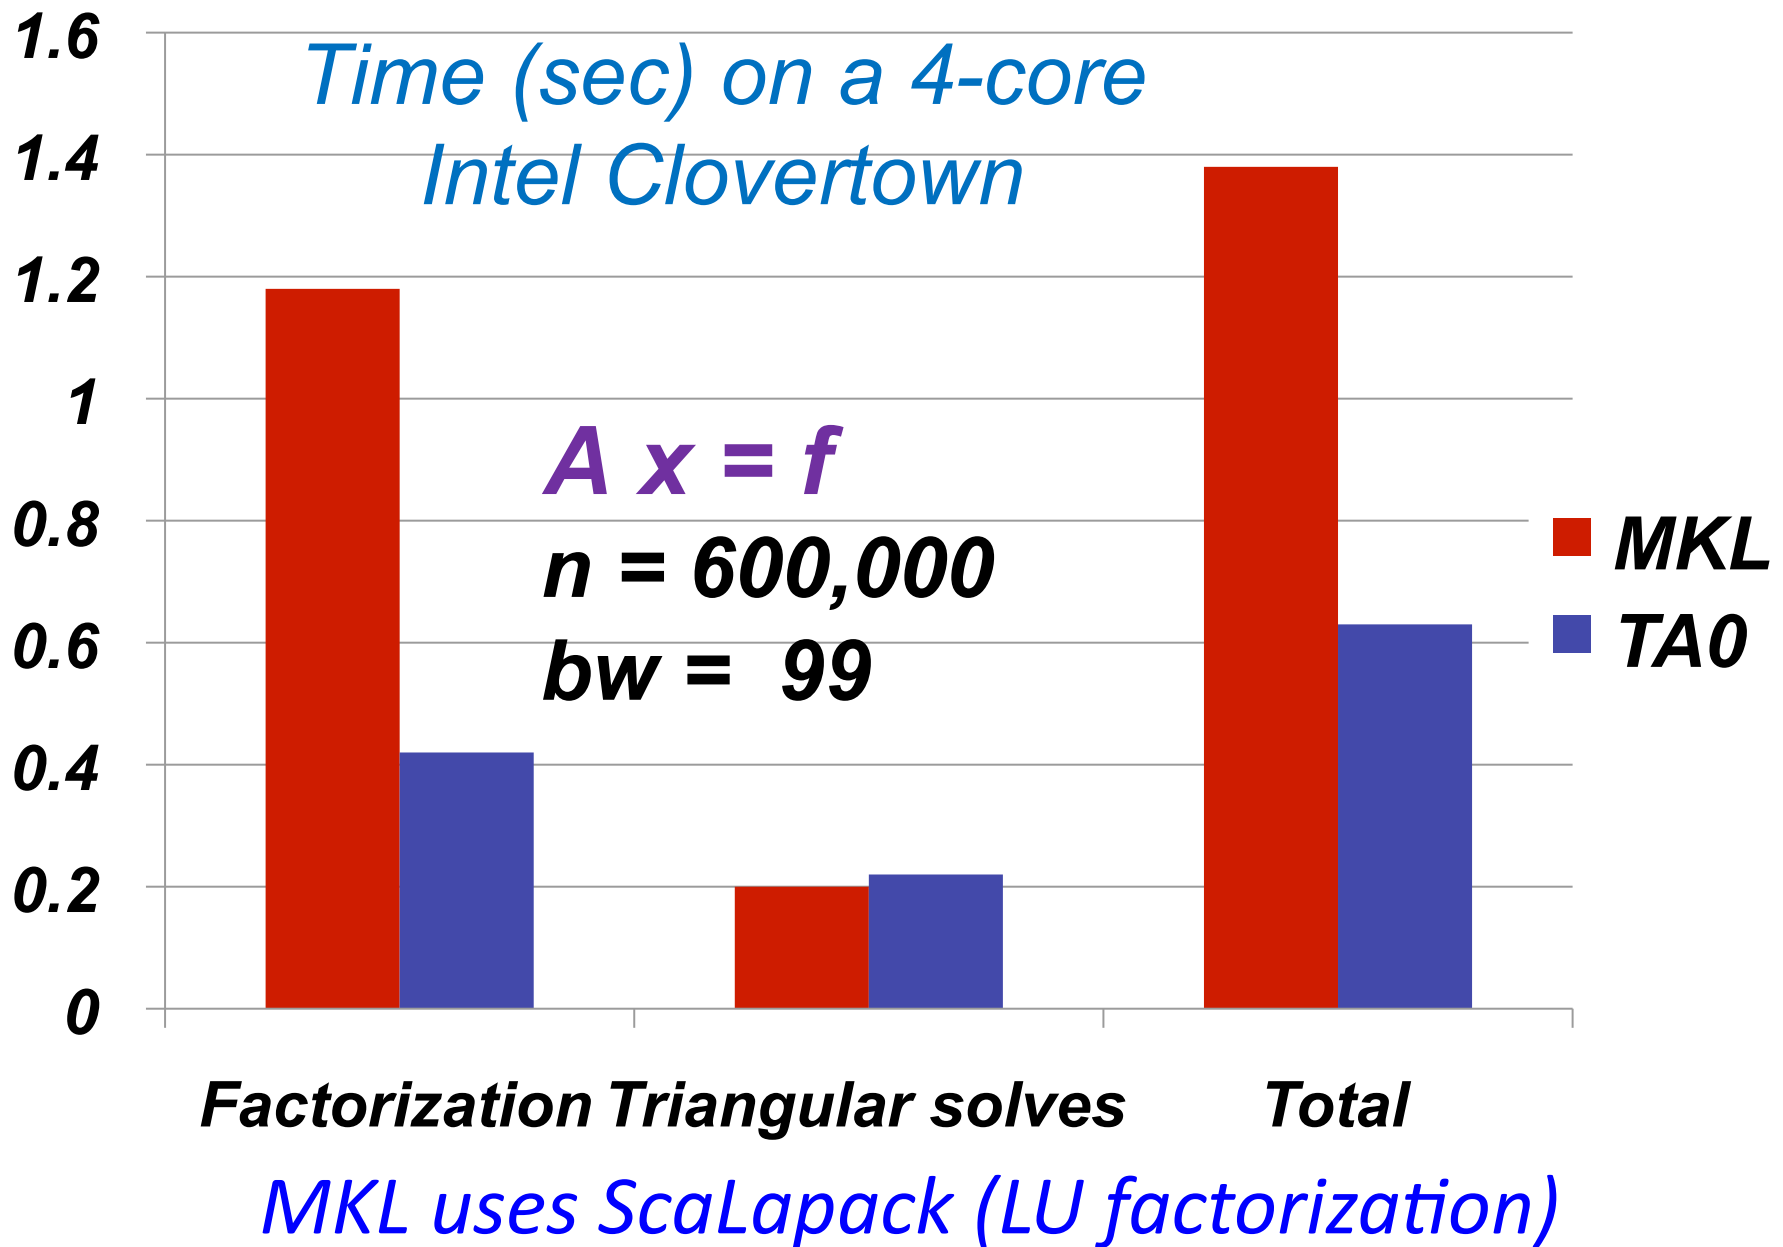 Time (sec) on a 4-core
Intel Clovertown
1.6
1.4
1.2
1
0.8
0.6
0.4
0.2
0
A x = f
n = 600,000
bw = 99
MKL
TA0
Factorization Triangular solves Total
MKL uses ScaLapack (LU factorization)